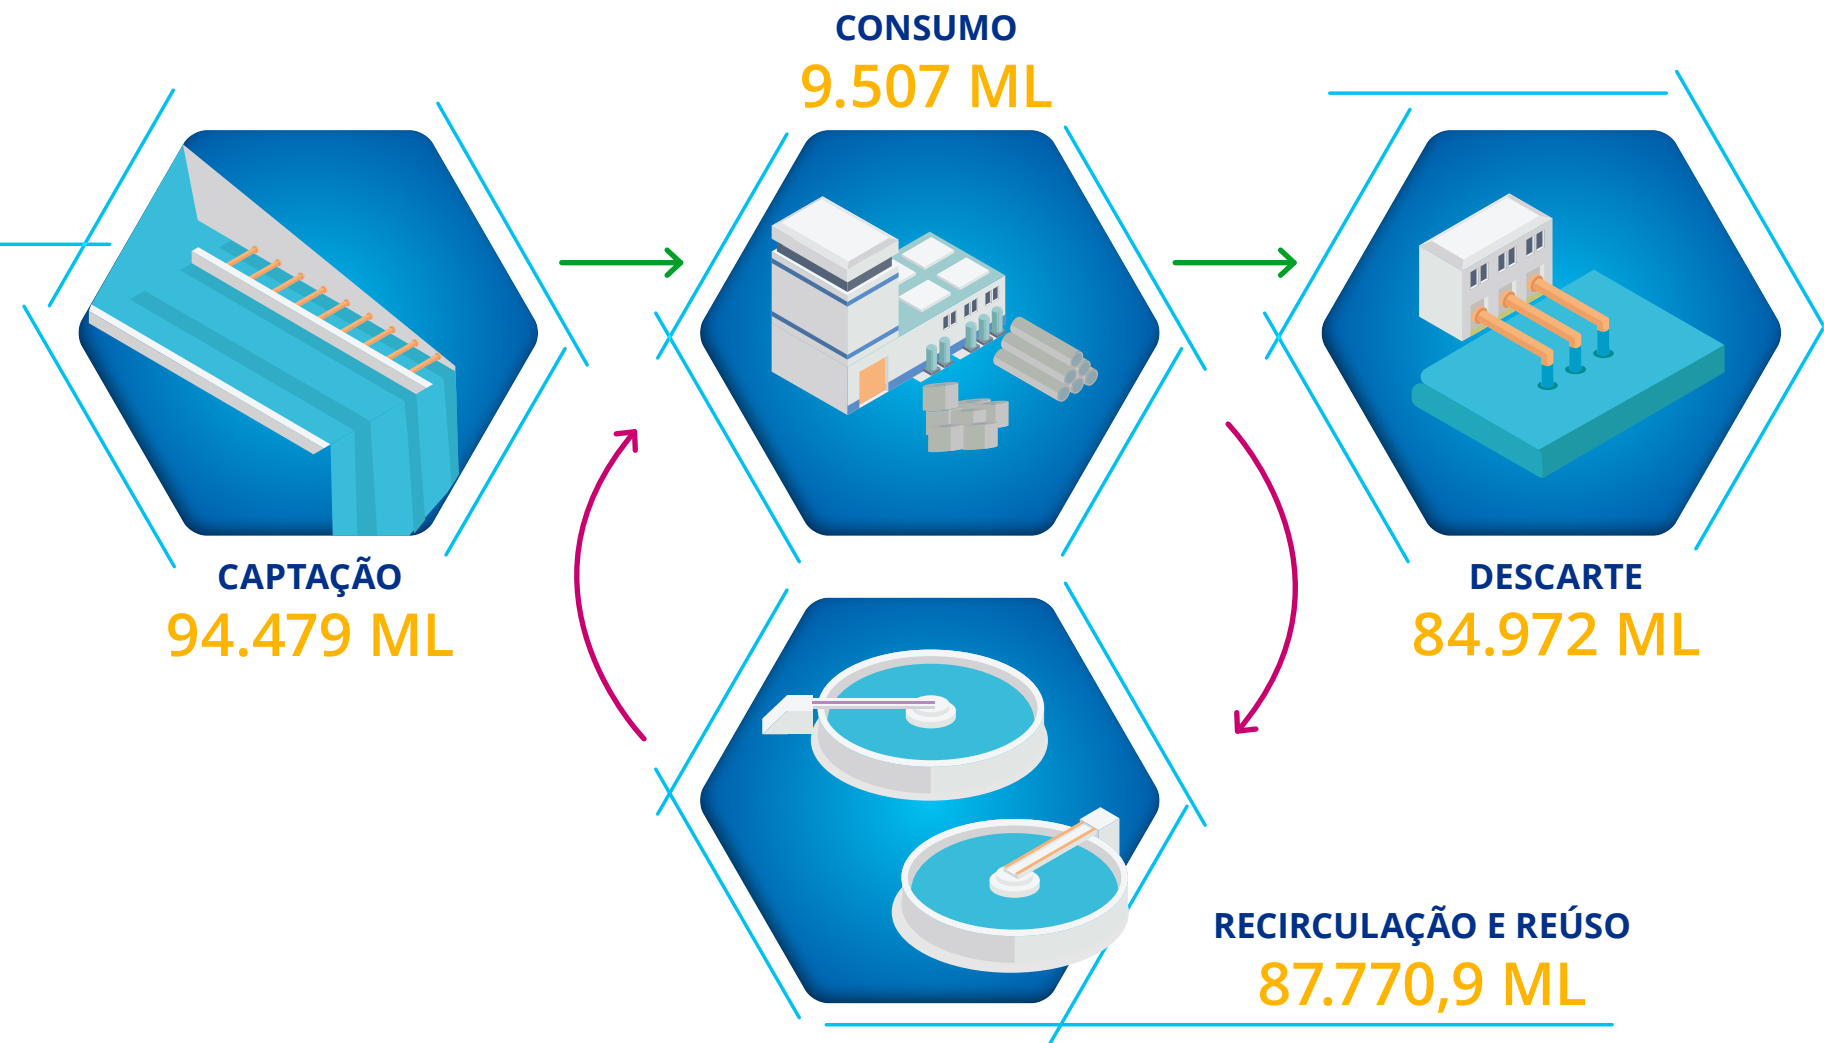 CONSUMO
9.507 ML
CAPTAÇÃO
94.479 ML
DESCARTE
84.972 ML
RECIRCULAÇÃO E REÚSO
87.770,9 ML